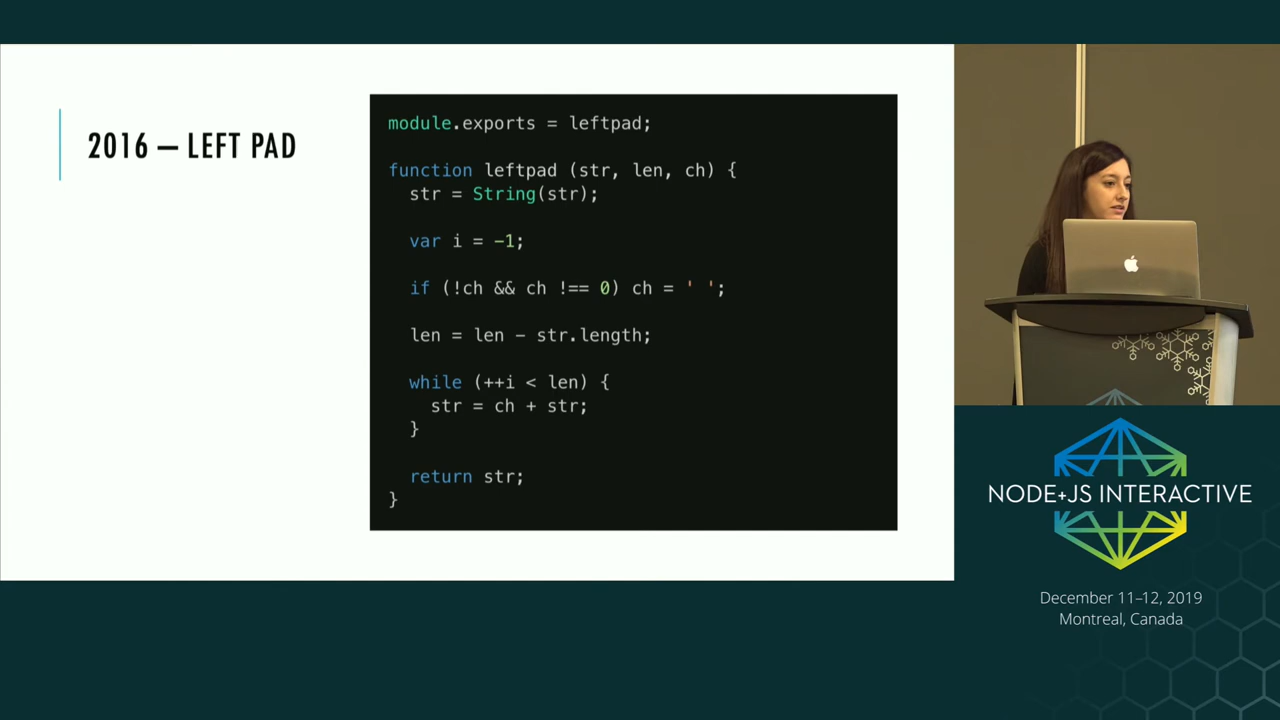 2016 — LEFT PAD
module.exports = leftpad;
function leftpad (str, len, ch) {
str = String(str);
var i = -1;
if (!ch && ch !== 0) ch = ' ';
len = len - str.length;
while (++i < len) {
str = ch + str;
}
return str;
}
NODE+JS INTERACTIVE
December 11–12, 2019
Montreal, Canada